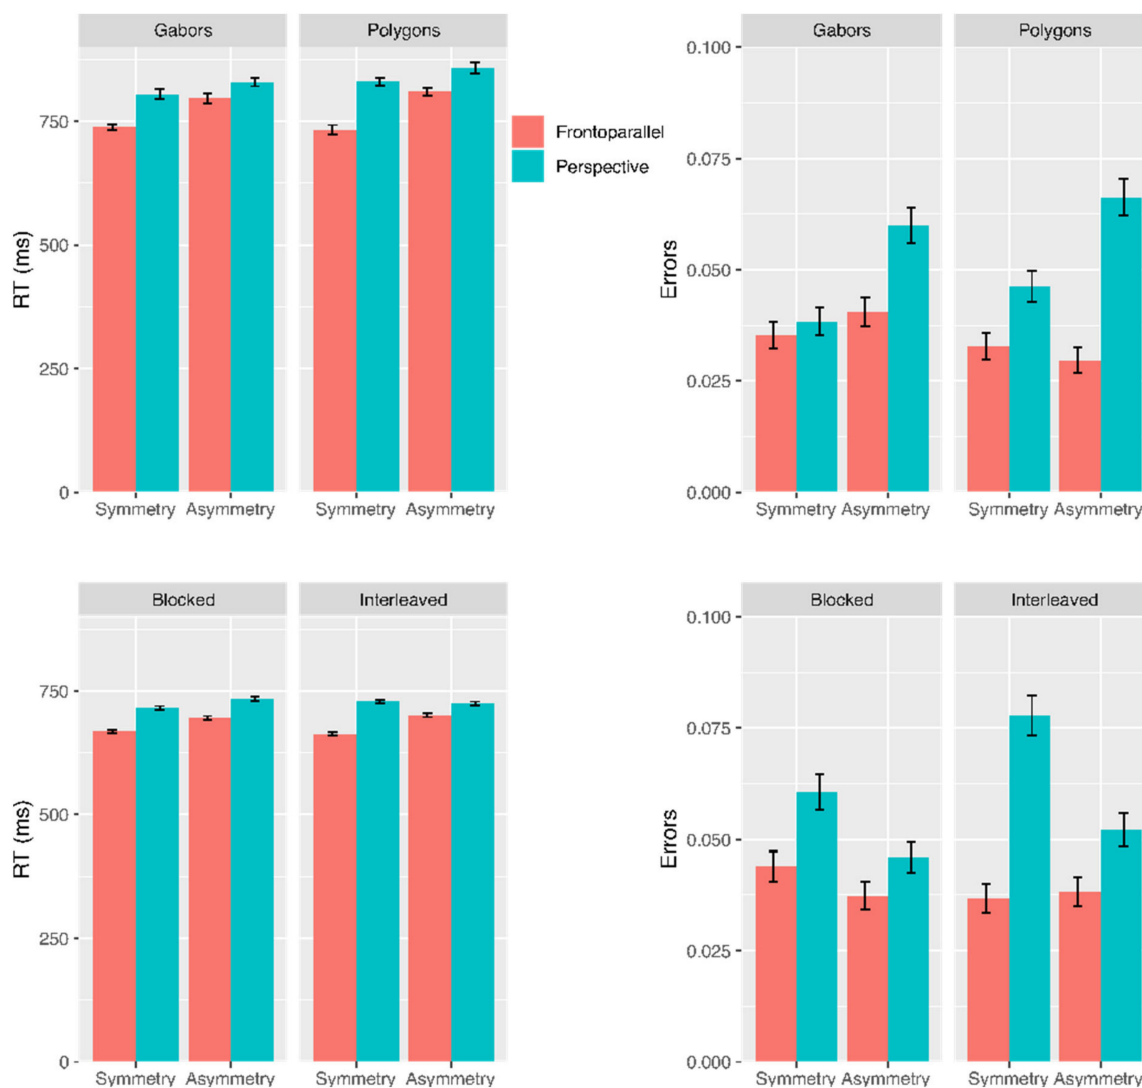 Gabors Polygons
750
500
250
0
RT (ms)
Symmetry Asymmetry Symmetry Asymmetry
Frontoparallel
Perspective
Gabors Polygons
0.100
0.075
0.050
0.025
0.000
Errors
Symmetry Asymmetry Symmetry Asymmetry
Blocked Interleaved
750
500
250
0
RT (ms)
Symmetry Asymmetry Symmetry Asymmetry
Blocked Interleaved
0.100
0.075
0.050
0.025
0.000
Errors
Symmetry Asymmetry Symmetry Asymmetry